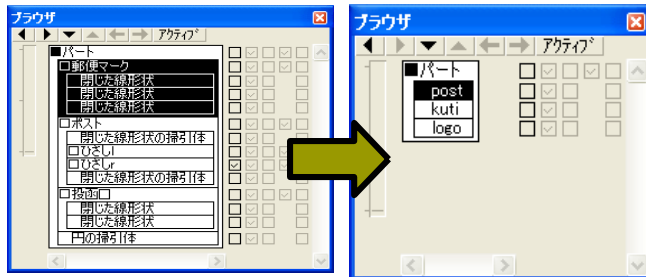 ブラウザ
アクティブ
■パート
□郵便マーク
閉じた線形状
閉じた線形状
閉じた線形状
□ポスト
閉じた線形状の掃引体
□ひさしl
□ひさしr
閉じた線形状の掃引体
□投函口
閉じた線形状
閉じた線形状
円の掃引体
ブラウザ
アクティブ
■パート
post
kuti
logo